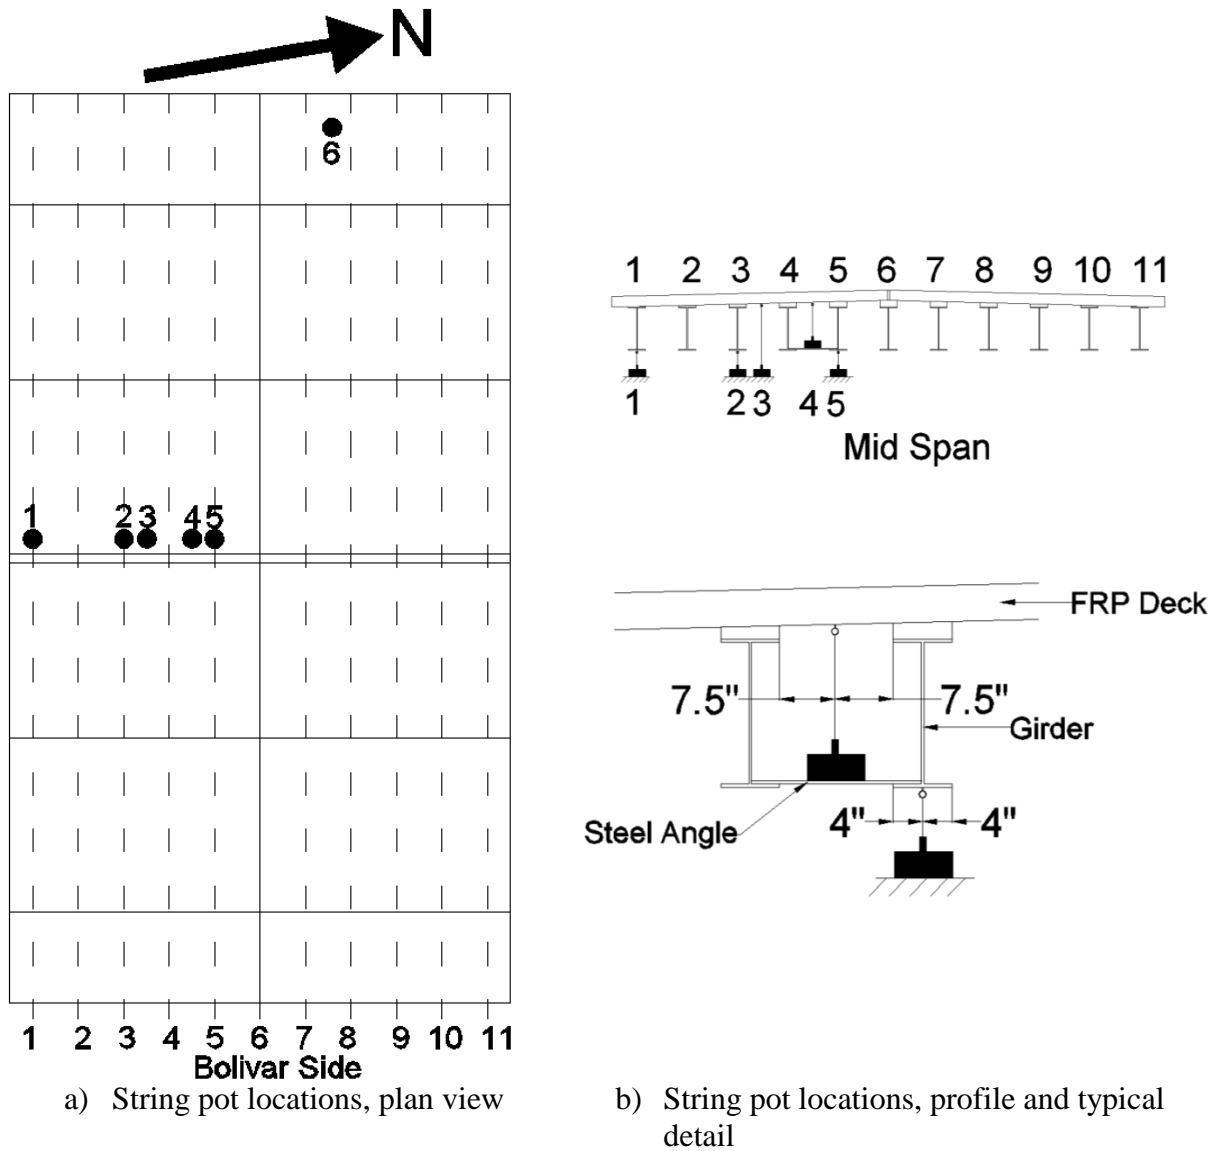 N
6
1 2 3 4 5
1 2 3 4 5 6 7 8 9 10 11
Bolivar Side
a) String pot locations, plan view
1 2 3 4 5 6 7 8 9 10 11
1 2 3 4 5
Mid Span
FRP Deck
7.5" 7.5"
Girder
Steel Angle
4" 4"
b) String pot locations, profile and typical
detail